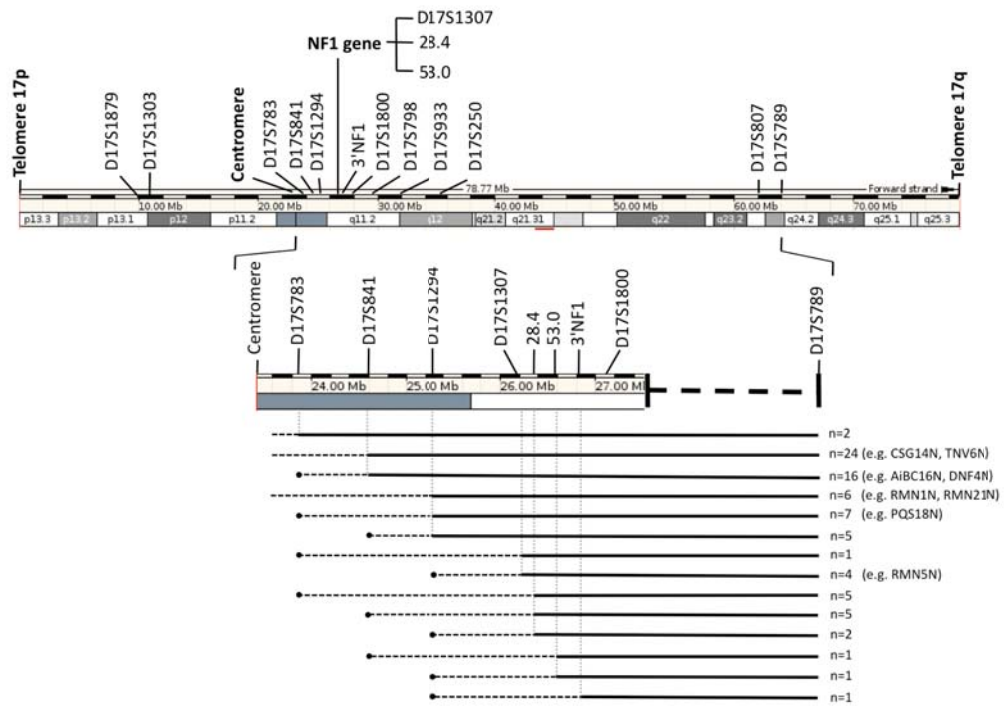 D17S1307
NF1 gene
28.4
53.0
Telomere 17p
D17S1879
D17S1303
Centromere
D17S783
D17S841
D17S1294
3'NF1
D17S1800
D17S798
D17S933
D17S250
D17S807
D17S789
Telomere 17q
78.77 Mb
Forward strand
10.00 Mb 20.00 Mb 30.00 Mb 40.00 Mb 50.00 Mb 60.00 Mb 70.00 Mb
p13.3 p13.2 p13.1 p12 p11.2 q11.2 q12 q21.2 q21.31 q22 q23.2 q24.2 q24.3 q25.1 q25.3
Centromere
D17S783
D17S841
D17S1294
D17S1307
28.4
53.0
3'NF1
D17S1800
D17S789
24.00 Mb 25.00 Mb 26.00 Mb 27.00 Ml
n=2
n=24 (e.g. CSG14N, TNV6N)
n=16 (e.g. AiBC16N, DNF4N)
n=6 (e.g. RMN1N, RMN21N)
n=7 (e.g. PQS18N)
n=5
n=1
n=4 (e.g. RMN5N)
n=5
n=5
n=2
n=1
n=1
n=1